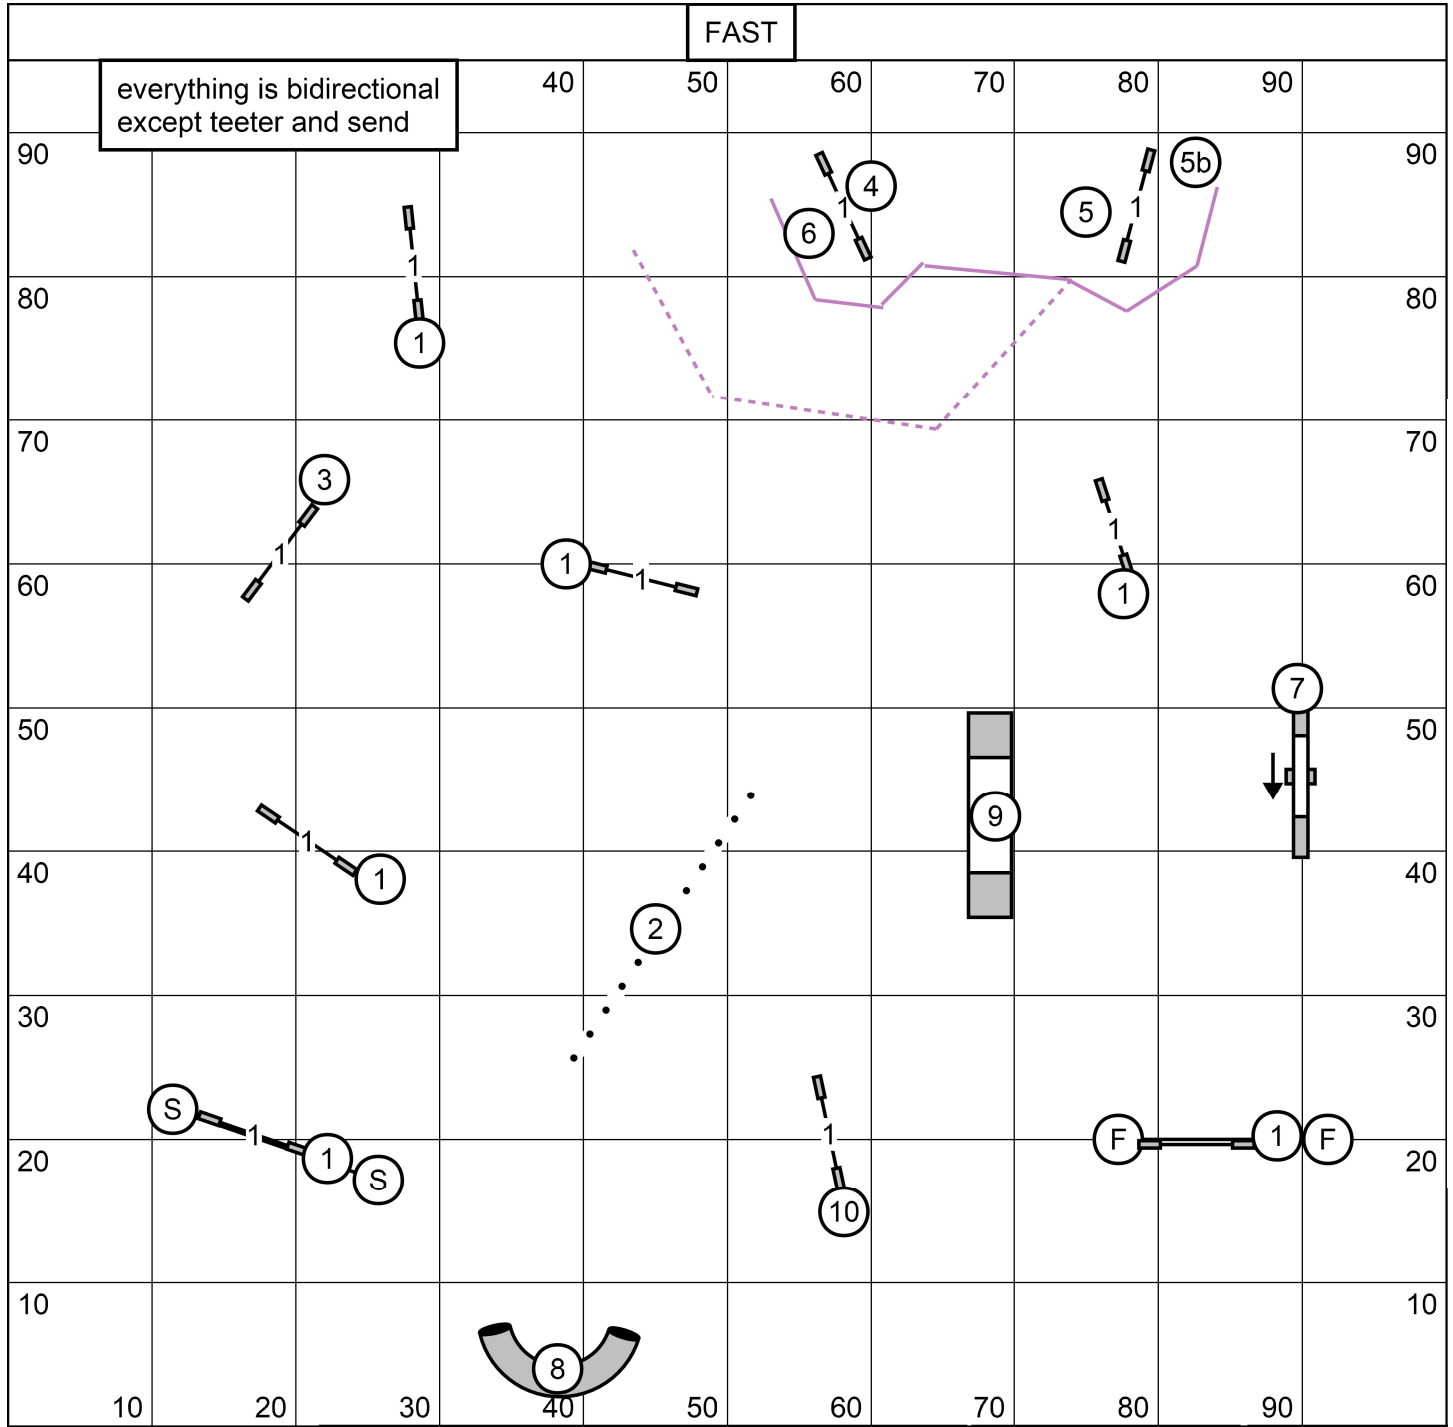 FAST
everything is bidirectional
except teeter and send
40 50 60 70 80 90
90 4 5b 90
1 1
6 5
1
80 80
1
70 70
3
1
1 1
1 1
60 60
1
7
50 50
9
1
40 1 40
2
30 30
S
1 1 F 1 F
20 1 20
S
10
10 10
8
10 20 30 40 50 60 70 80 90